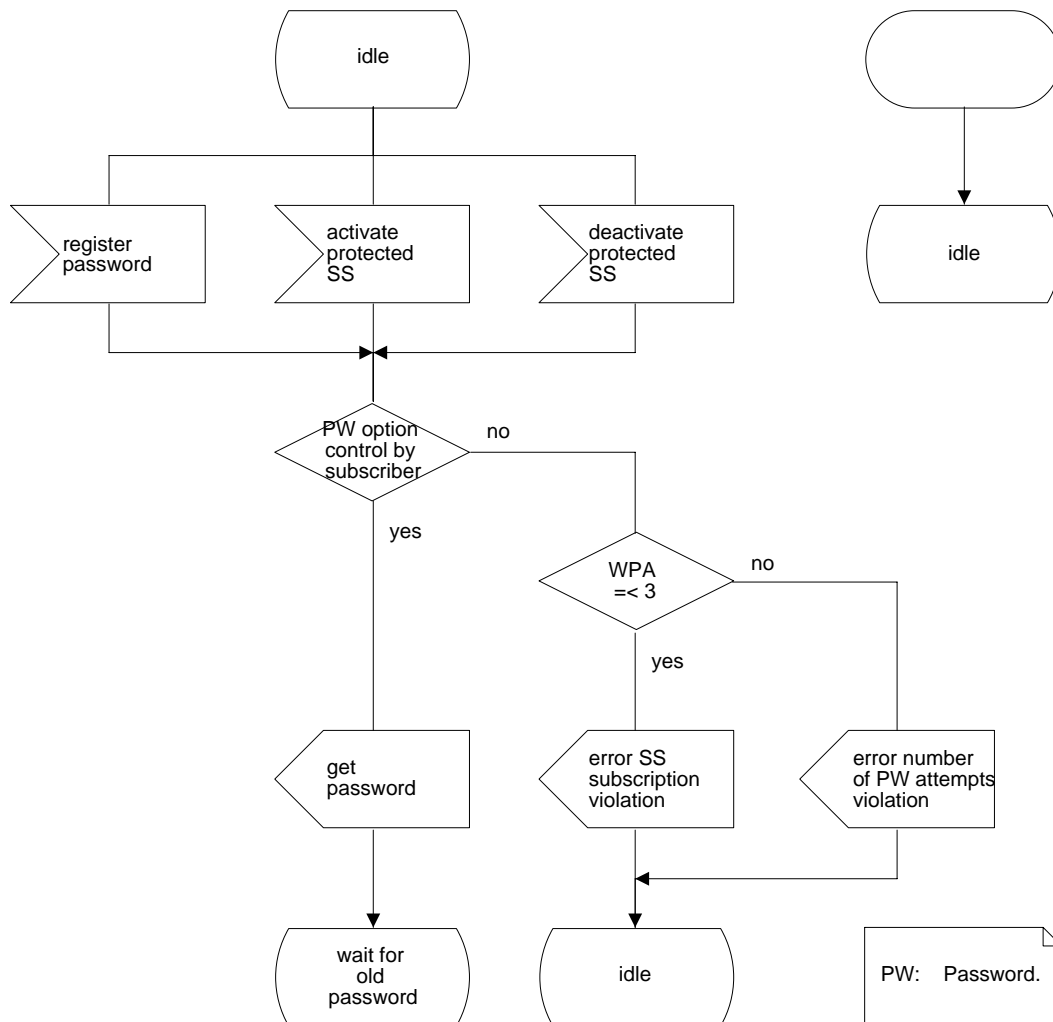 idle
register
password
activate
protected
SS
deactivate
protected
SS
idle
PW option
control by
subscriber
no
yes
WPA
=< 3
no
yes
get
password
error SS
subscription
violation
error number
of PW attempts
violation
wait for
old
password
idle
PW: Password.